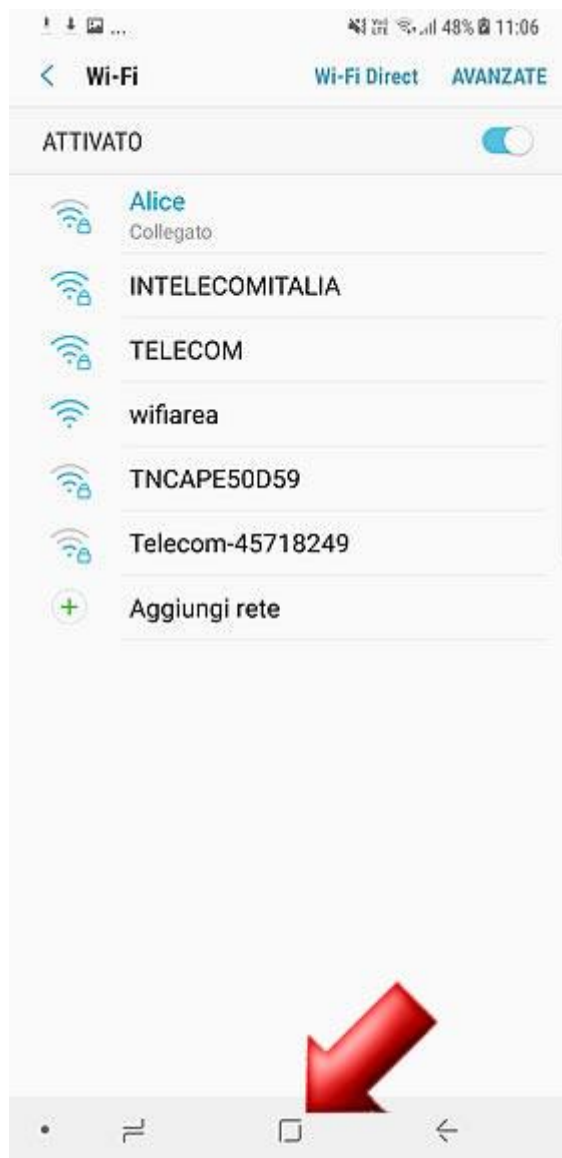 ... 48% 11:06
Wi-Fi Wi-Fi Direct AVANZATE
ATTIVATO
Alice
Collegato
INTELECOMITALIA
TELECOM
wifiarea
TNCAPE50D59
Telecom-45718249
Aggiungi rete